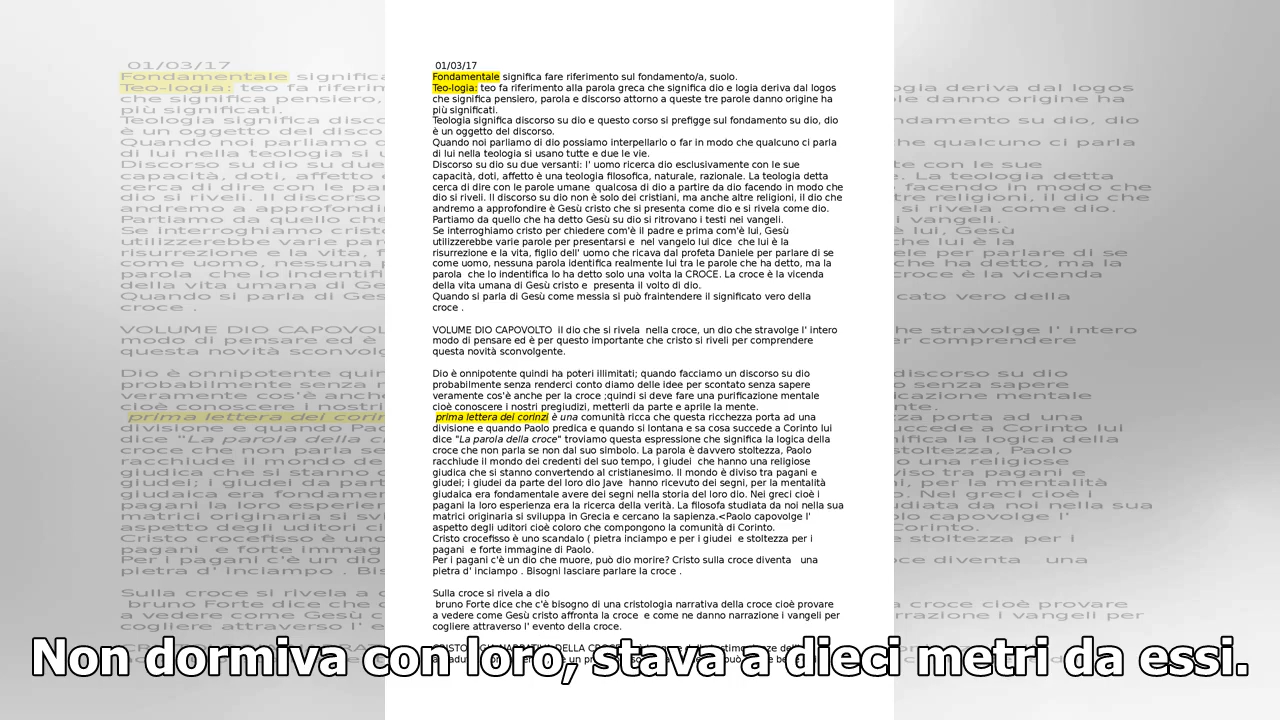 01/03/17
Fondamentale significa fare riferimento sul fondamento/a, suolo.
Teo-logia: teo fa riferimento alla parola greca che significa dio e logia deriva dal logos
che significa pensiero, parola e discorso attorno a queste tre parole danno origine ha
più significati.
Teologia significa discorso su dio e questo corso si prefigge sul fondamento su dio, dio
è un oggetto del discorso.
Quando noi parliamo di dio possiamo interpellarlo o far in modo che qualcuno ci parla
di lui nella teologia si usano tutte e due le vie.
Discorso su dio su due versanti: l' uomo ricerca dio esclusivamente con le sue
capacità, doti, affetto è una teologia filosofica, naturale, razionale. La teologia detta
cerca di dire con le parole umane qualcosa di dio a partire da dio facendo in modo che
dio si riveli. Il discorso su dio non è solo dei cristiani, ma anche altre religioni, il dio che
andremo a approfondire è Gesù cristo che si presenta come dio e si rivela come dio.
Partiamo da quello che ha detto Gesù su dio si ritrovano i testi nei vangeli.
Se interroghiamo cristo per chiedere com'è il padre e prima com'è lui, Gesù
utilizzerebbe varie parole per presentarsi e nel vangelo lui dice che lui è la
risurrezione e la vita, figlio dell' uomo che ricava dal profeta Daniele per parlare di se
come uomo, nessuna parola identifica realmente lui tra le parole che ha detto, ma la
parola che lo indentifica lo ha detto solo una volta la CROCE. La croce è la vicenda
della vita umana di Gesù cristo e presenta il volto di dio.
Quando si parla di Gesù come messia si può fraintendere il significato vero della
croce .
VOLUME DIO CAPOVOLTO il dio che si rivela nella croce, un dio che stravolge l' intero
modo di pensare ed è per questo importante che cristo si riveli per comprendere
questa novità sconvolgente.
Dio è onnipotente quindi ha poteri illimitati; quando facciamo un discorso su dio
probabilmente senza renderci conto diamo delle idee per scontato senza sapere
veramente cos'è anche per la croce ;quindi si deve fare una purificazione mentale
cioè conoscere i nostri pregiudizi, metterli da parte e aprile la mente.
prima lettera dei corinzi è una comunità ricca che questa ricchezza porta ad una
divisione e quando Paolo predica e quando si lontana e sa cosa succede a Corinto lui
dice "La parola della croce" troviamo questa espressione che significa la logica della
croce che non parla se non dal suo simbolo. La parola è davvero stoltezza, Paolo
racchiude il mondo dei credenti del suo tempo, i giudei che hanno una religiose
giudica che si stanno convertendo al cristianesimo. Il mondo è diviso tra pagani e
giudei; i giudei da parte del loro dio Jave hanno ricevuto dei segni, per la mentalità
giudaica era fondamentale avere dei segni nella storia del loro dio. Nei greci cioè i
pagani la loro esperienza era la ricerca della verità. La filosofa studiata da noi nella sua
matrici originaria si sviluppa in Grecia e cercano la sapienza.<Paolo capovolge l'
aspetto degli uditori cioè coloro che compongono la comunità di Corinto.
Cristo crocefisso è uno scandalo ( pietra inciampo e per i giudei e stoltezza per i
pagani e forte immagine di Paolo.
Per i pagani c'è un dio che muore, può dio morire? Cristo sulla croce diventa una
pietra d' inciampo . Bisogni lasciare parlare la croce .
Sulla croce si rivela a dio
bruno Forte dice che c'è bisogno di una cristologia narrativa della croce cioè provare
a vedere come Gesù cristo affronta la croce e come ne danno narrazione i vangeli per
cogliere attraverso l' evento della croce.
Non dormiva con loro, stava a dieci metri da essi.